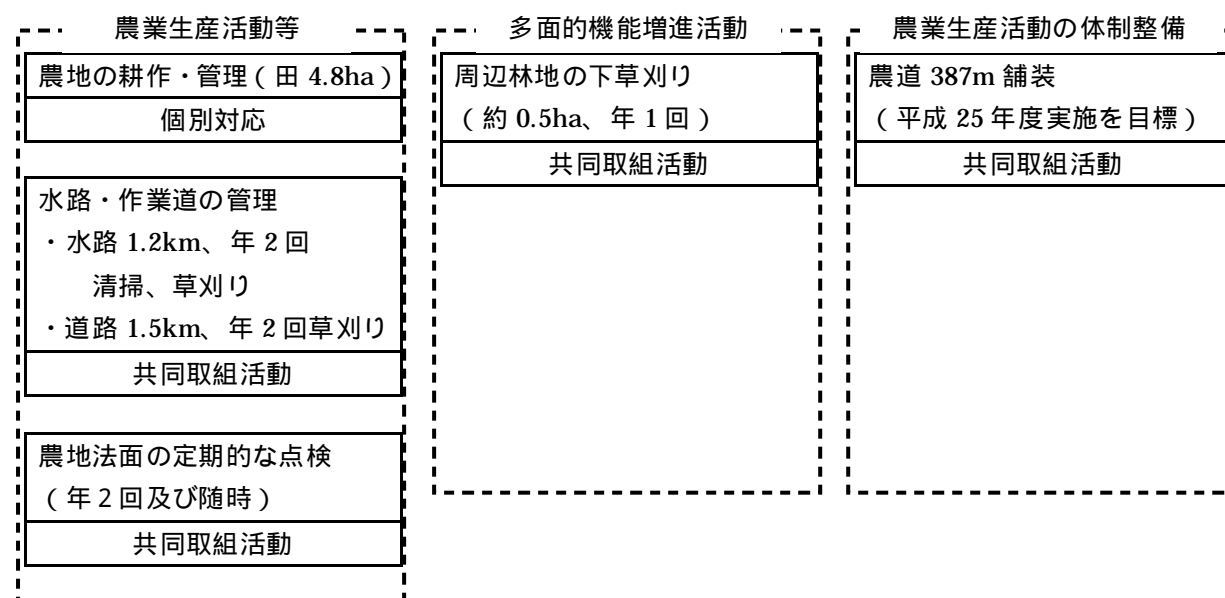 農業生産活動等
農地の耕作・管理（田 4.8ha）
個別対応
水路・作業道の管理
・水路 1.2km、年 2 回
清掃、草刈り
・道路 1.5km、年 2 回草刈り
共同取組活動
農地法面の定期的な点検
（年２回及び随時）
共同取組活動
多面的機能増進活動
周辺林地の下草刈り
（約 0.5ha、年 1 回）
共同取組活動
農業生産活動の体制整備
農道 387m 舗装
（平成 25 年度実施を目標）
共同取組活動